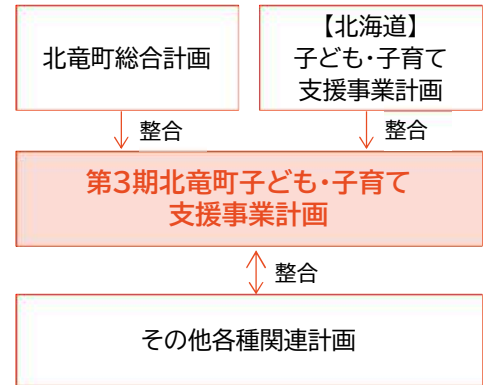 北竜町総合計画
【北海道】
子ども・子育て
支援事業計画
整合
整合
第3期北竜町子ども・子育て
支援事業計画
整合
その他各種関連計画